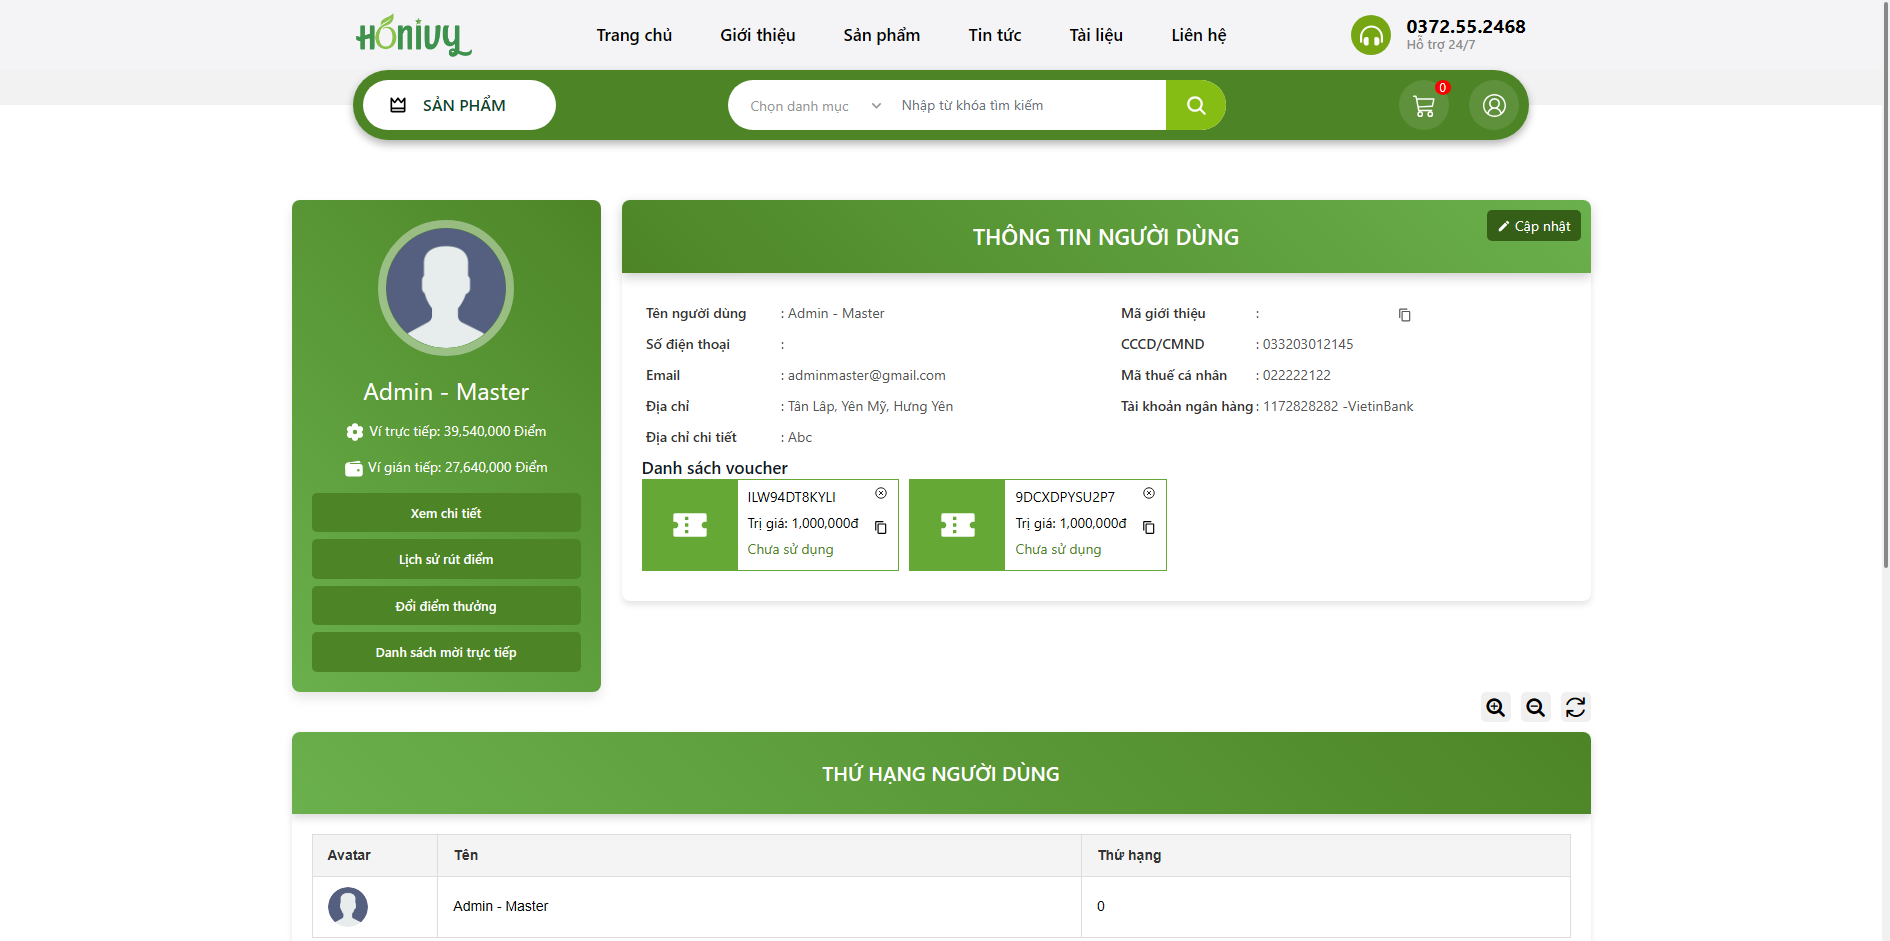 Honivy
Trang chủ Giới thiệu Sản phẩm Tin tức Tài liệu Liên hệ
0372.55.2468
Hỗ trợ 24/7
SẢN PHẨM
Chọn danh mục
Nhập từ khóa tìm kiếm
0
Admin - Master
Ví trực tiếp: 39,540,000 Điểm
Ví gián tiếp: 27,640,000 Điểm
Xem chi tiết
Lịch sử rút điểm
Đổi điểm thưởng
Danh sách mời trực tiếp
THÔNG TIN NGƯỜI DÙNG
Cập nhật
Tên người dùng : Admin - Master
Số điện thoại :
Email : adminmaster@gmail.com
Địa chỉ : Tân Lập, Yên Mỹ, Hưng Yên
Địa chỉ chi tiết : Abc
Mã giới thiệu :
CCCD/CMND : 033203012145
Mã thuế cá nhân : 022222122
Tài khoản ngân hàng : 1172828282 -VietinBank
Danh sách voucher
ILW94DT8KYLI
Trị giá: 1,000,000đ
Chưa sử dụng
9DCXDPYSU2P7
Trị giá: 1,000,000đ
Chưa sử dụng
THỨ HẠNG NGƯỜI DÙNG
Avatar Tên Thứ hạng
Admin - Master 0